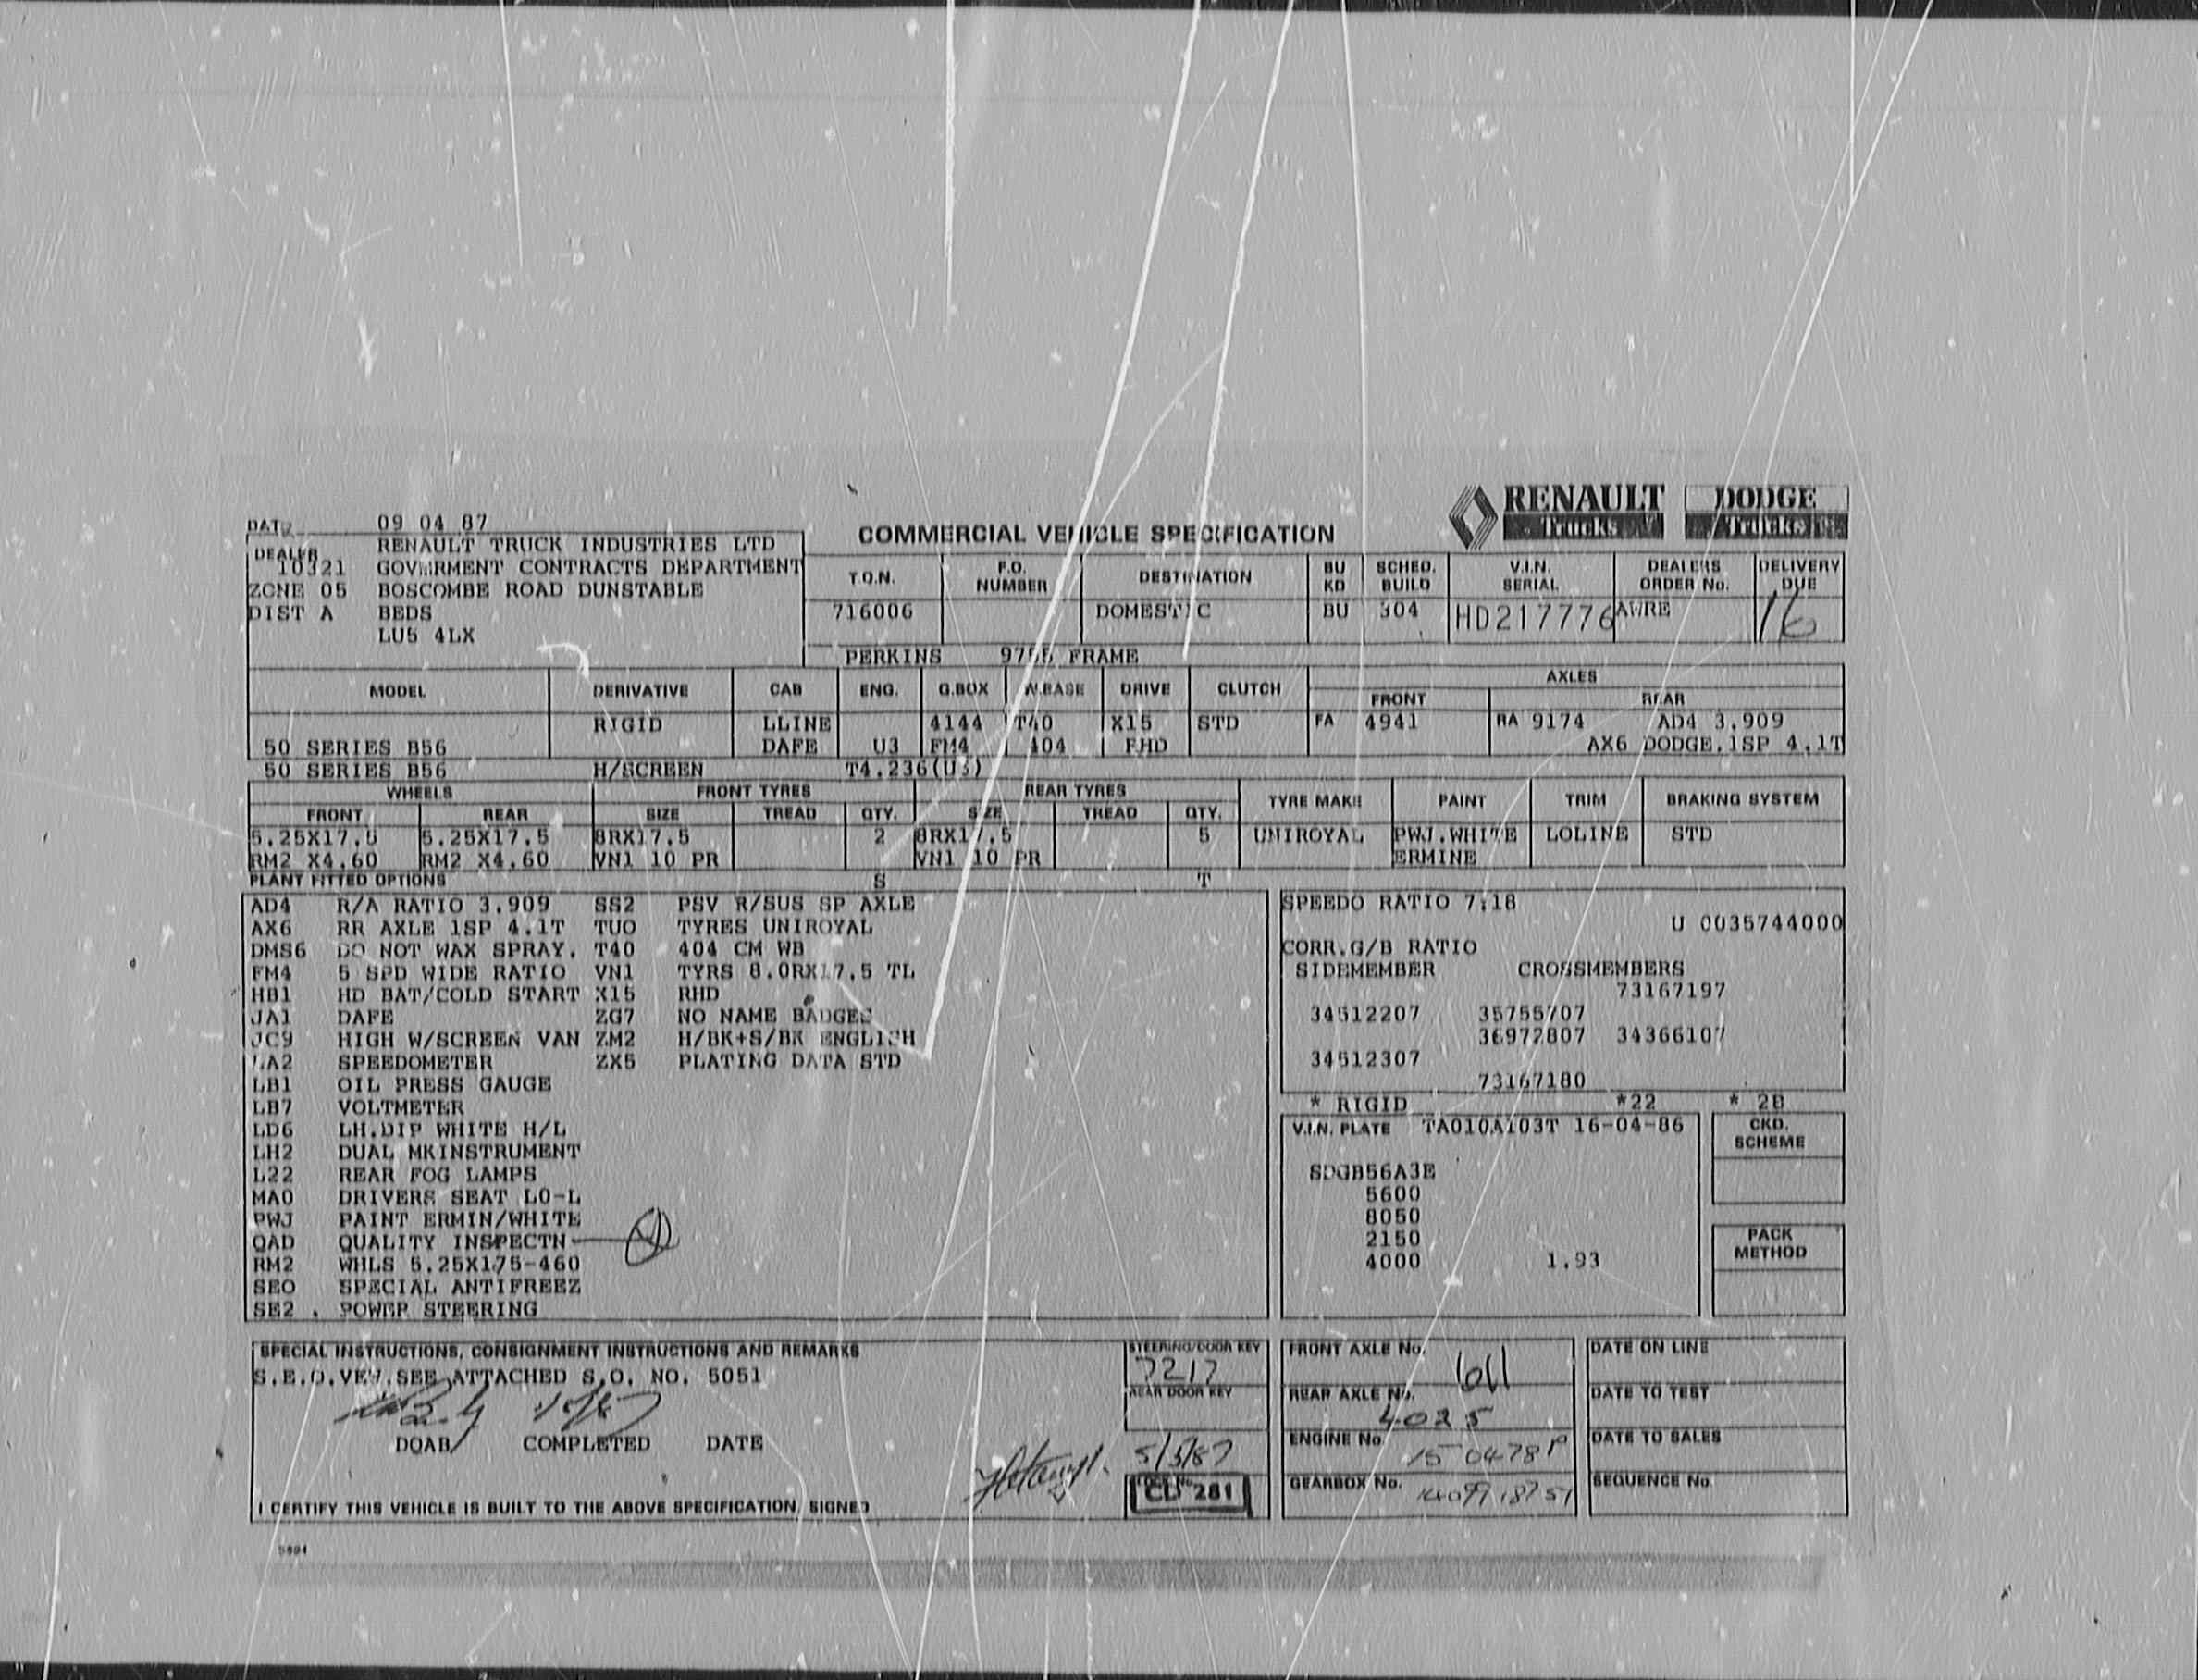 RENAULT DODGE
Trucks Trucks
DATE 09 04 87
COMMERCIAL VEHICLE SPECIFICATION
DEALER RENAULT TRUCK INDUSTRIES LTD
10321 GOVERMENT CONTRACTS DEPARTMENT
ZONE 05 BOSCOMBE ROAD DUNSTABLE
DIST A BEDS
LU5 4LX
T.O.N. F.O. NUMBER DESTINATION BU KD SCHED. BUILD V.I.N. SERIAL DEALERS ORDER No. DELIVERY DUE
716006 DOMESTIC BU 304 HD217776 AWRE 16
PERKINS FRAME
MODEL DERIVATIVE CAB ENG. G.BOX W.BASE DRIVE CLUTCH AXLES
FRONT REAR
RIGID LLINE 4144 T40 X15 STD FA 4941 RA 9174 AD4 3.909
50 SERIES B56 DAFE U3 FM4 404 RHD AX6 DODGE.1SP 4.1T
50 SERIES B56 H/SCREEN T4.236(U3)
WHEELS FRONT TYRES REAR TYRES TYRE MAKE PAINT TRIM BRAKING SYSTEM
FRONT REAR SIZE TREAD QTY. SIZE TREAD QTY.
5.25X17.5 5.25X17.5 8RX17.5 2 8RX17.5 5 UNIROYAL PWJ.WHITE LOLINE STD
RM2 X4.60 RM2 X4.60 VN1 10 PR VN1 10 PR ERMINE
PLANT FITTED OPTIONS S T
AD4 R/A RATIO 3.909 SS2 PSV R/SUS SP AXLE
AX6 RR AXLE 1SP 4.1T TUO TYRES UNIROYAL
DMS6 DO NOT WAX SPRAY. T40 404 CM WB
FM4 5 SPD WIDE RATIO VN1 TYRS 8.0RX17.5 TL
HB1 HD BAT/COLD START X15 RHD
JA1 DAFE ZG7 NO NAME BADGES
JC9 HIGH W/SCREEN VAN ZM2 H/BK+S/BK ENGLISH
LA2 SPEEDOMETER ZX5 PLATING DATA STD
LB1 OIL PRESS GAUGE
LB7 VOLTMETER
LD6 LH.DIP WHITE H/L
LH2 DUAL MKINSTRUMENT
L22 REAR FOG LAMPS
MAO DRIVERS SEAT LO-L
PWJ PAINT ERMIN/WHITE
QAD QUALITY INSPECTN
RM2 WHLS 5.25X175-460
SEO SPECIAL ANTIFREEZ
SE2 . POWER STEERING
SPEEDO RATIO 7.18
U 0035744000
CORR.G/B RATIO
SIDEMEMBER CROSSMEMBERS
73167197
34512207 35755707
36972807 34366107
34512307
73167180
* RIGID *22 * 28
V.I.N. PLATE TA010A103T 16-04-86
CKD. SCHEME
SDGB56A3E
5600
8050
2150
4000 1.93
PACK METHOD
SPECIAL INSTRUCTIONS, CONSIGNMENT INSTRUCTIONS AND REMARKS
S.E.O.VEH.SEE ATTACHED S.O. NO. 5051
DQAB COMPLETED DATE
I CERTIFY THIS VEHICLE IS BUILT TO THE ABOVE SPECIFICATION, SIGNED
STEERING/DOOR KEY
7217
REAR DOOR KEY
5/5/87
CD 281
FRONT AXLE No. 611
REAR AXLE No. 4025
ENGINE No. 150478P
GEARBOX No.
DATE ON LINE
DATE TO TEST
DATE TO SALES
SEQUENCE No.
5894